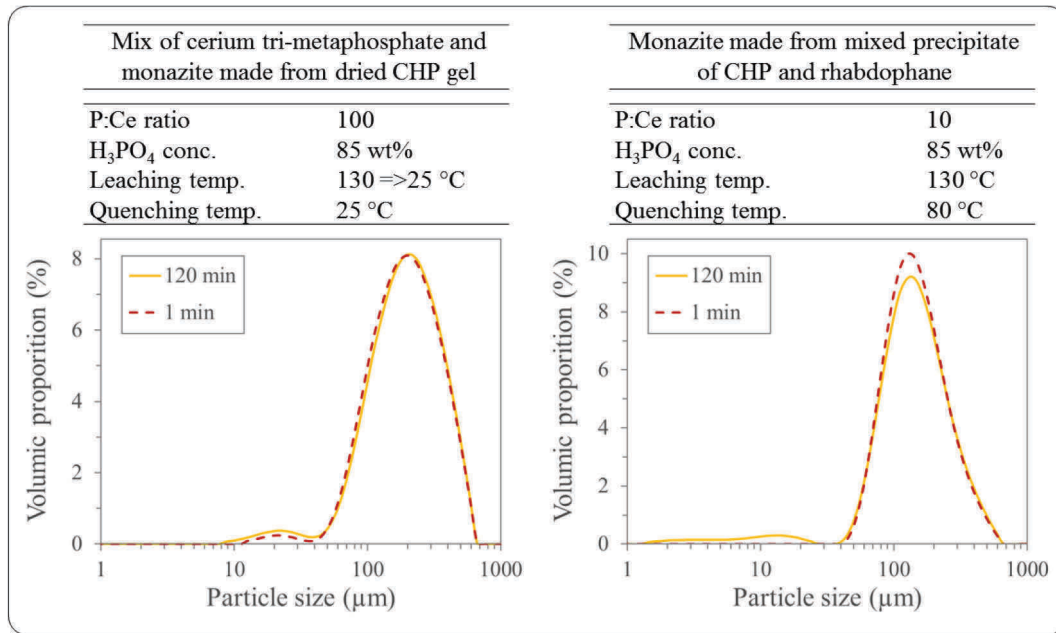 Mix of cerium tri-metaphosphate and
monazite made from dried CHP gel
P:Ce ratio 100
H₃PO₄ conc. 85 wt%
Leaching temp. 130 =>25 °C
Quenching temp. 25 °C
8
6
4
2
0
Volumic proporition (%)
120 min
1 min
1 10 100 1000
Particle size (µm)
Monazite made from mixed precipitate
of CHP and rhabdophane
P:Ce ratio 10
H₃PO₄ conc. 85 wt%
Leaching temp. 130 °C
Quenching temp. 80 °C
10
8
6
4
2
0
Volumic proporition (%)
120 min
1 min
1 10 100 1000
Particle size (µm)